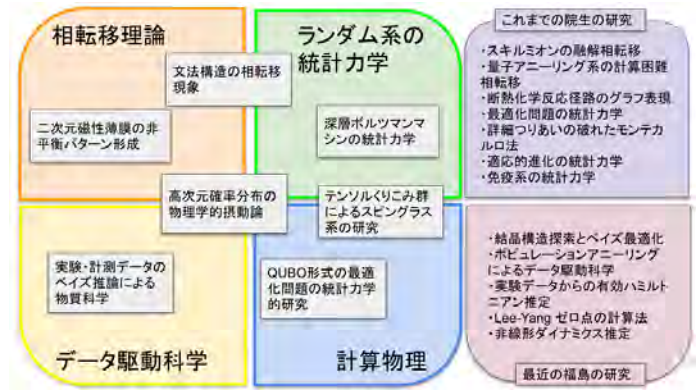 相転移理論
ランダム系の
統計力学
文法構造の相転移
現象
二次元磁性薄膜の非
平衡パターン形成
深層ボルツマンマ
シンの統計力学
高次元確率分布の
物理学的摂動論
テンソルくりこみ群
によるスピングラス
系の研究
実験・計測データの
ベイズ推論による
物質科学
QUBO形式の最適
化問題の統計力学
的研究
データ駆動科学
計算物理
これまでの院生の研究
・スキルミオンの融解相転移
・量子アニーリング系の計算困難
相転移
・断熱化学反応径路のグラフ表現
・最適化問題の統計力学
・詳細つりあいの破れたモンテカ
ルロ法
・適応的進化の統計力学
・免疫系の統計力学
・結晶構造探索とベイズ最適化
・ポピュレーションアニーリング
によるデータ駆動科学
・実験データからの有効ハミルト
ニアン推定
・Lee-Yang ゼロ点の計算法
・非線形ダイナミクス推定
最近の福島の研究